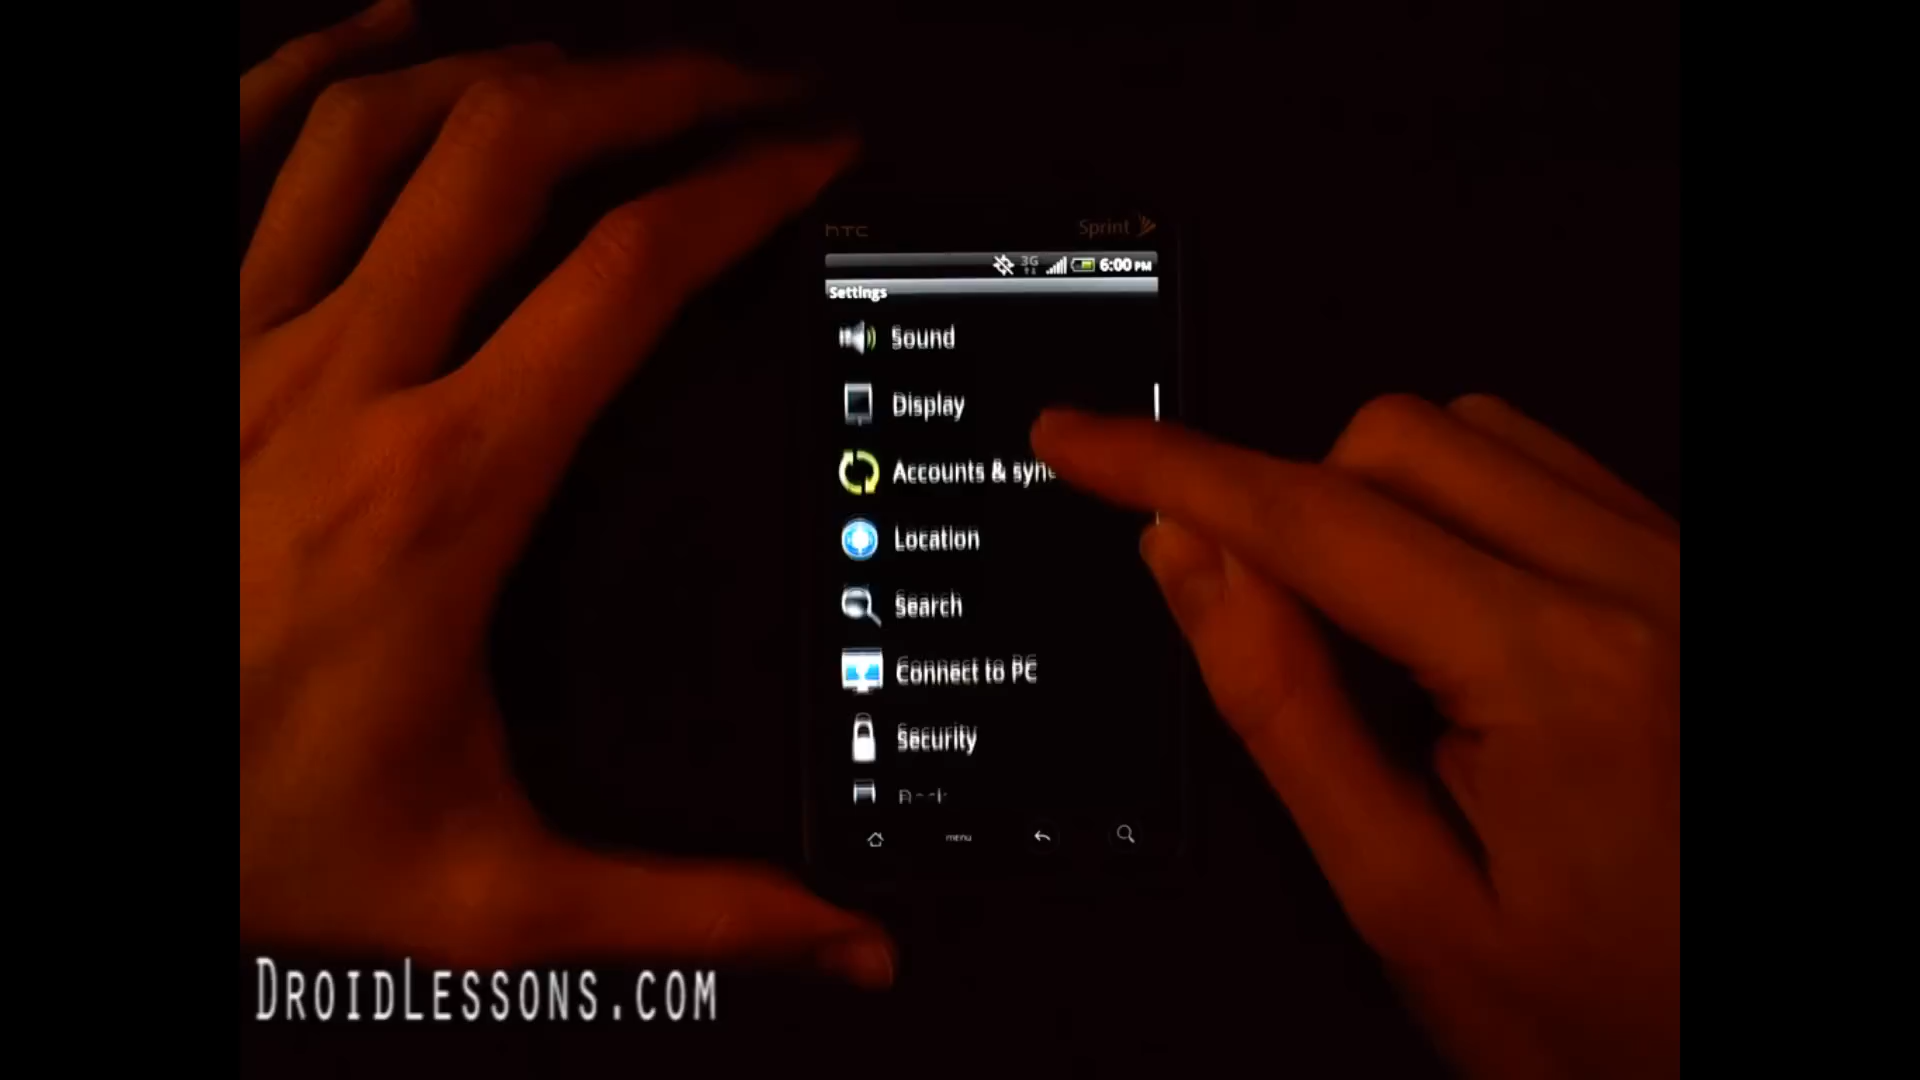 hTC Sprint
3G 6:00 PM
Settings
Sound
Display
Accounts & sync
Location
Search
Connect to PC
Security
menu
DROIDLESSONS.COM